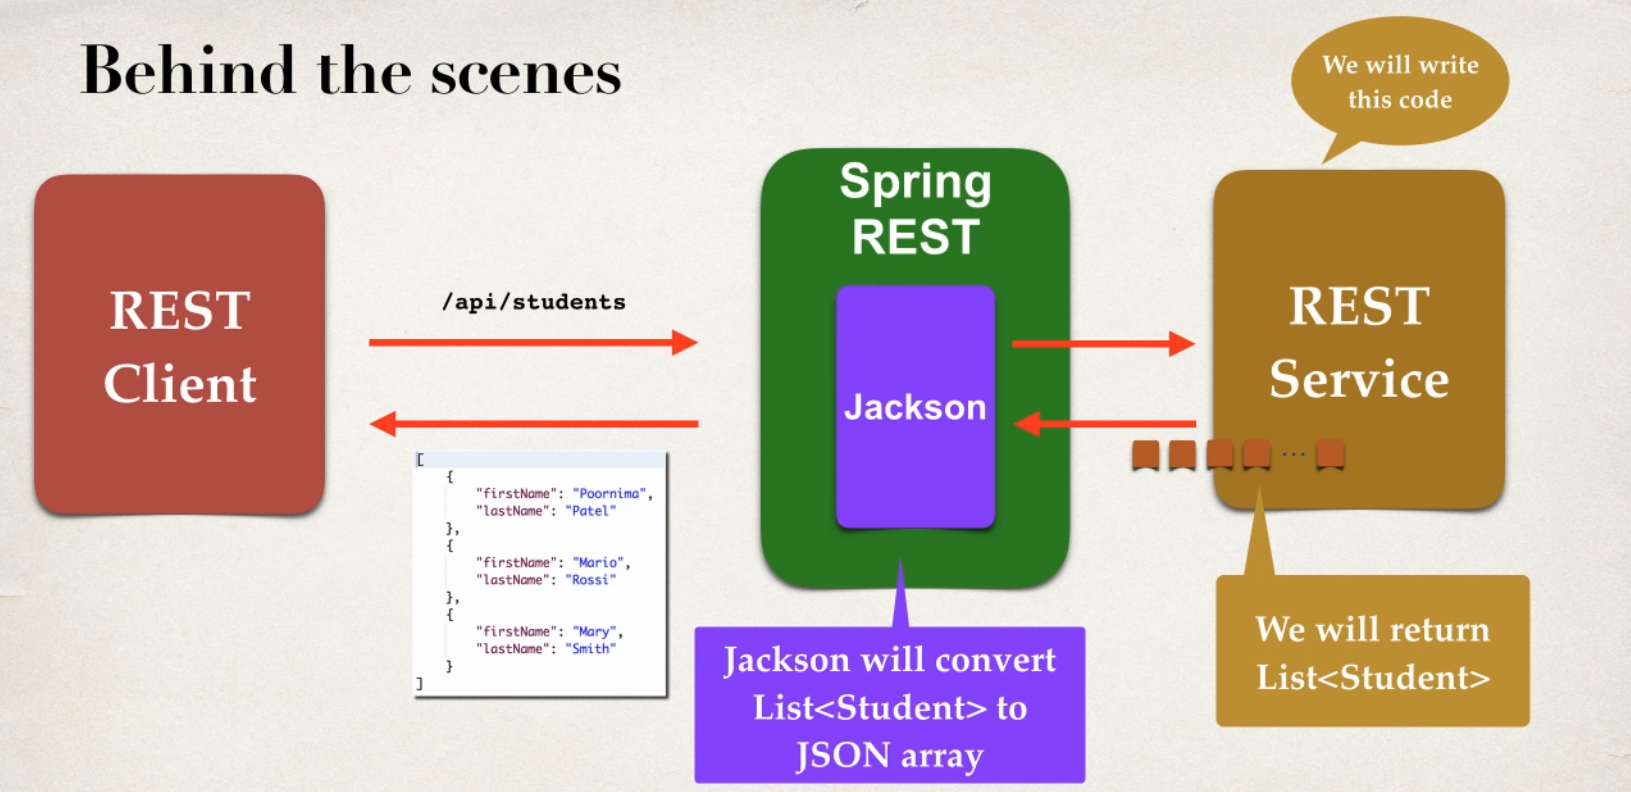 Behind the scenes
We will write
this code
REST
Client
/api/students
Spring
REST
Jackson
REST
Service
...
[
{
"firstName": "Poornima",
"lastName": "Patel"
},
{
"firstName": "Mario",
"lastName": "Rossi"
},
{
"firstName": "Mary",
"lastName": "Smith"
}
]
Jackson will convert
List<Student> to
JSON array
We will return
List<Student>